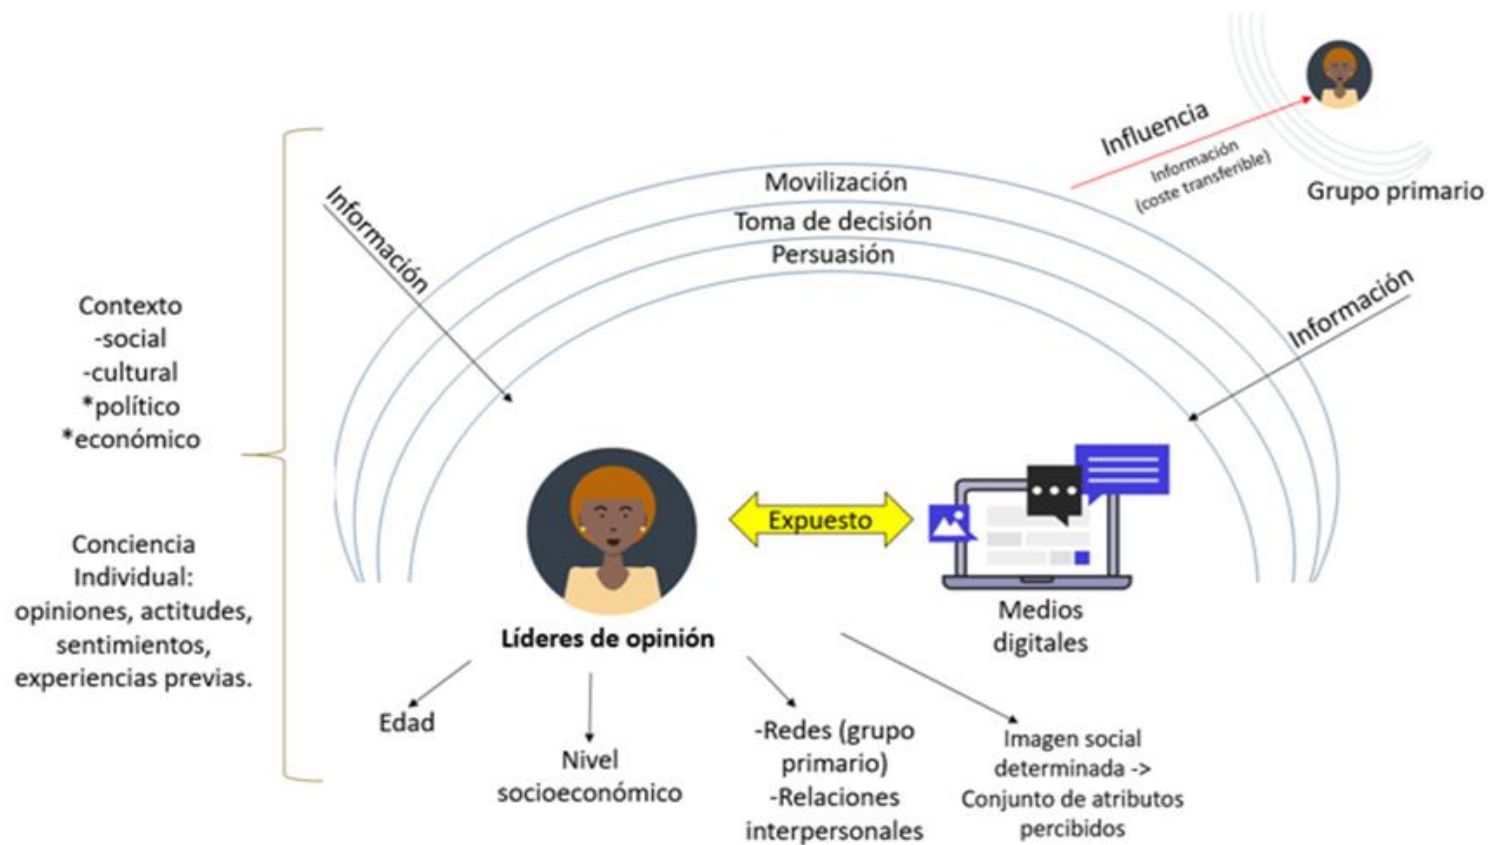 Influencia
Información
(coste transferible)
Grupo primario
Movilización
Toma de decisión
Persuasión
Información
Información
Contexto
-social
-cultural
*político
*económico
Conciencia
Individual:
opiniones, actitudes,
sentimientos,
experiencias previas.
Expuesto
Líderes de opinión
Medios
digitales
Edad
Nivel
socioeconómico
-Redes (grupo
primario)
-Relaciones
interpersonales
Imagen social
determinada ->
Conjunto de atributos
percibidos